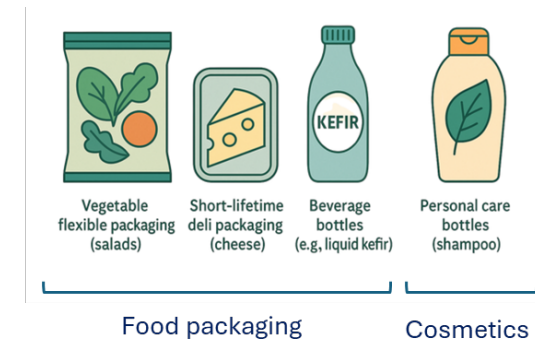 KEFIR
Vegetable
flexible packaging
(salads)
Short-lifetime
deli packaging
(cheese)
Beverage
bottles
(e.g., liquid kefir)
Personal care
bottles
(shampoo)
Food packaging
Cosmetics